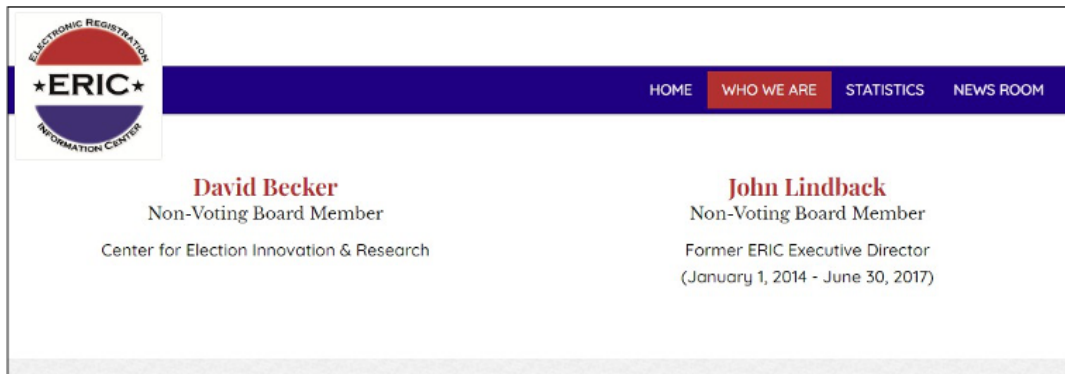 ELECTRONIC REGISTRATION
★ERIC★
INFORMATION CENTER
HOME WHO WE ARE STATISTICS NEWS ROOM
David Becker
Non-Voting Board Member
Center for Election Innovation & Research
John Lindback
Non-Voting Board Member
Former ERIC Executive Director
(January 1, 2014 - June 30, 2017)